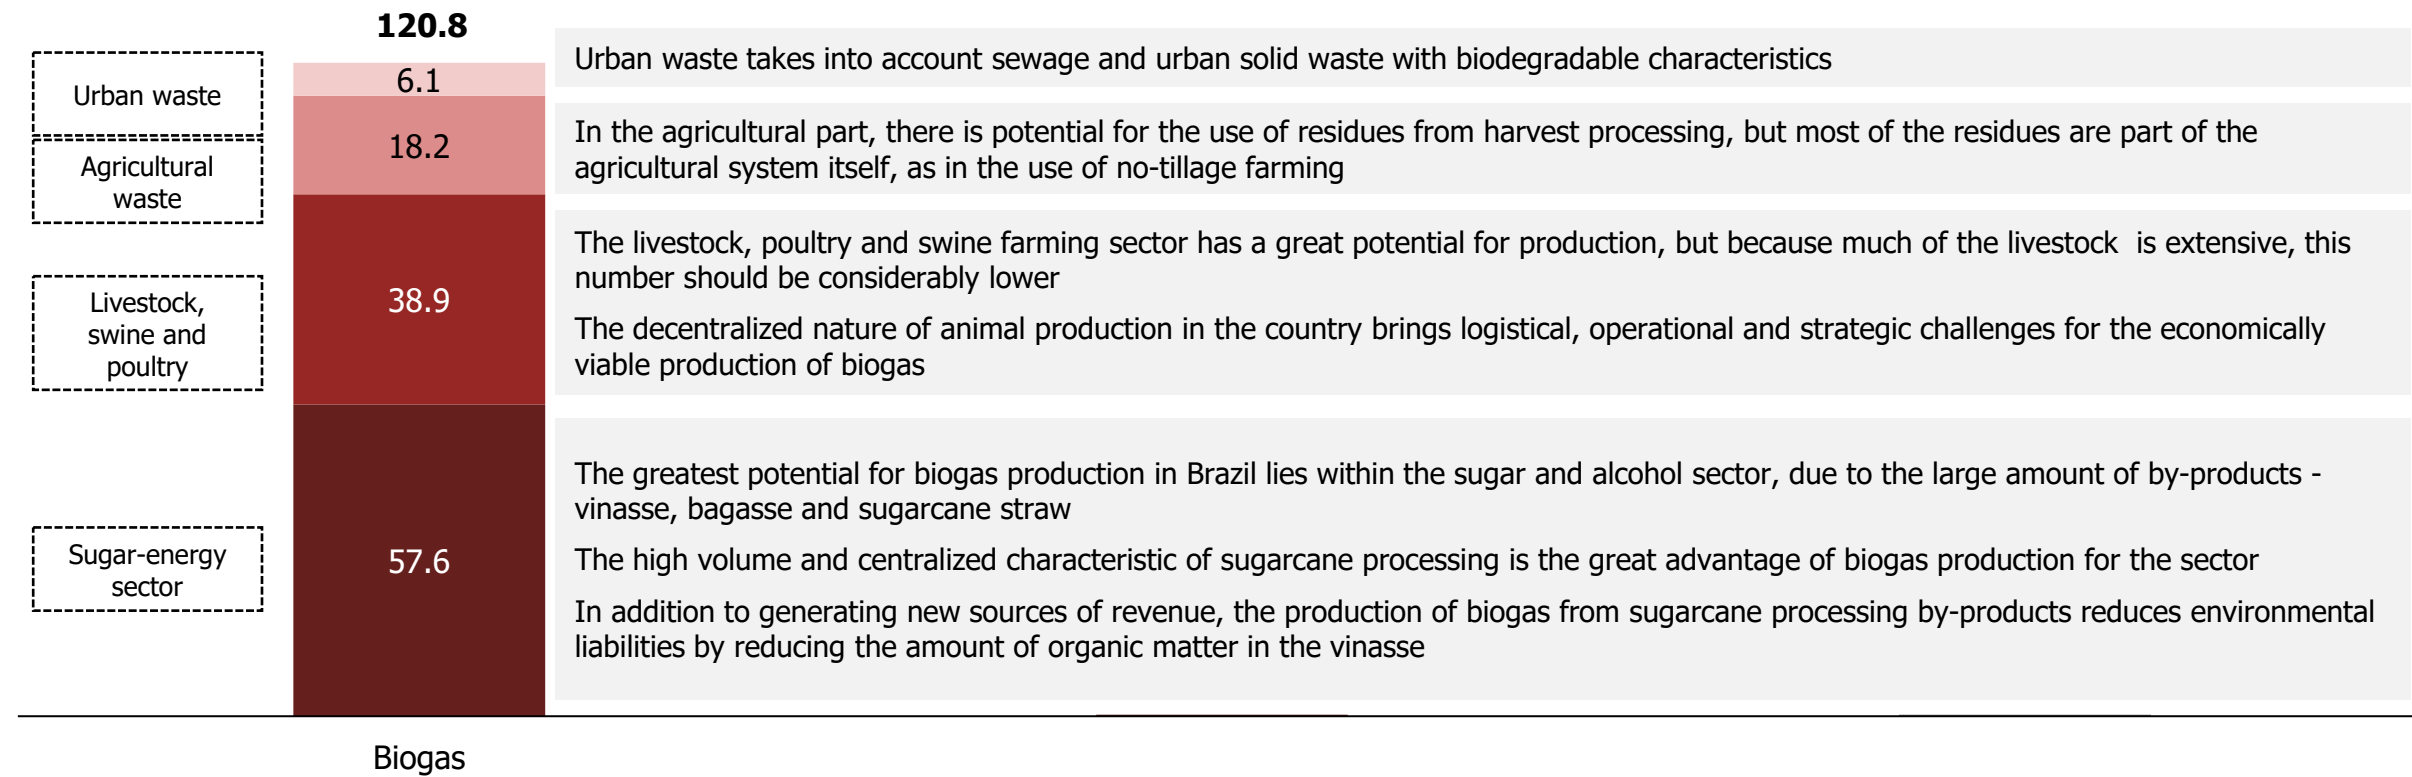 120.8
Urban waste
6.1
Urban waste takes into account sewage and urban solid waste with biodegradable characteristics
Agricultural
waste
18.2
In the agricultural part, there is potential for the use of residues from harvest processing, but most of the residues are part of the
agricultural system itself, as in the use of no-tillage farming
Livestock,
swine and
poultry
38.9
The livestock, poultry and swine farming sector has a great potential for production, but because much of the livestock  is extensive, this
number should be considerably lower
The decentralized nature of animal production in the country brings logistical, operational and strategic challenges for the economically
viable production of biogas
Sugar-energy
sector
57.6
The greatest potential for biogas production in Brazil lies within the sugar and alcohol sector, due to the large amount of by-products -
vinasse, bagasse and sugarcane straw
The high volume and centralized characteristic of sugarcane processing is the great advantage of biogas production for the sector
In addition to generating new sources of revenue, the production of biogas from sugarcane processing by-products reduces environmental
liabilities by reducing the amount of organic matter in the vinasse
Biogas